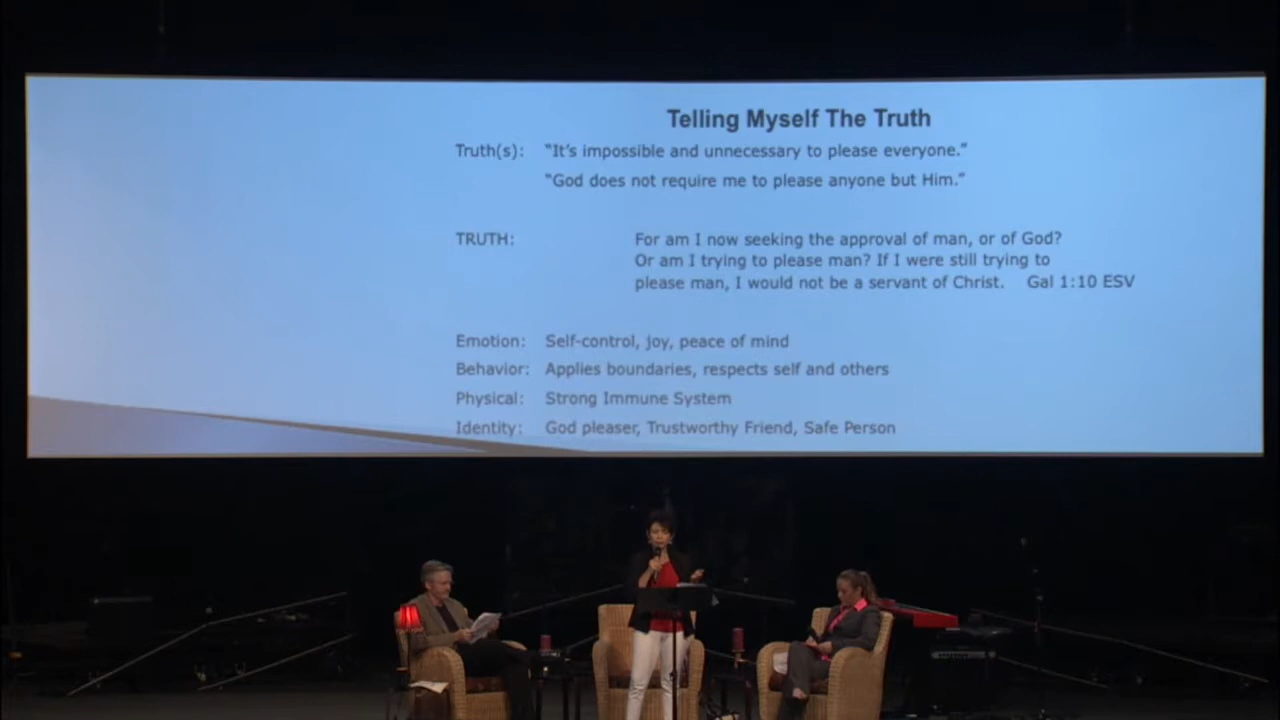 Telling Myself The Truth
Truth(s): "It's impossible and unnecessary to please everyone."
"God does not require me to please anyone but Him."
TRUTH: For am I now seeking the approval of man, or of God?
Or am I trying to please man? If I were still trying to
please man, I would not be a servant of Christ. Gal 1:10 ESV
Emotion: Self-control, joy, peace of mind
Behavior: Applies boundaries, respects self and others
Physical: Strong Immune System
Identity: God pleaser, Trustworthy Friend, Safe Person